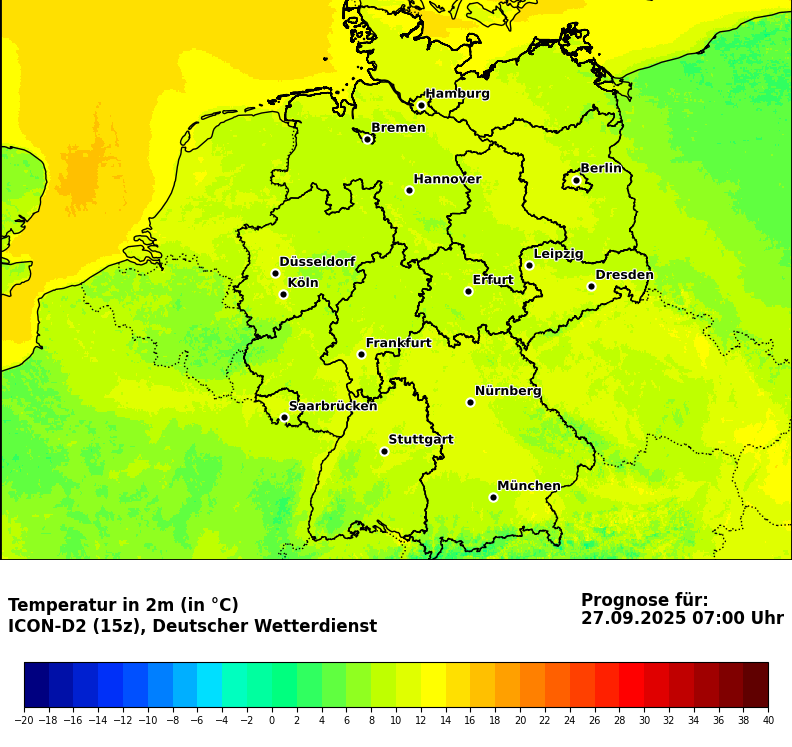 Hamburg
Bremen
Hannover
Berlin
Düsseldorf
Köln
Leipzig
Erfurt
Dresden
Frankfurt
Nürnberg
Saarbrücken
Stuttgart
München
Temperatur in 2m (in °C)
ICON-D2 (15z), Deutscher Wetterdienst
Prognose für:
27.09.2025 07:00 Uhr
−20 −18 −16 −14 −12 −10 −8 −6 −4 −2 0 2 4 6 8 10 12 14 16 18 20 22 24 26 28 30 32 34 36 38 40